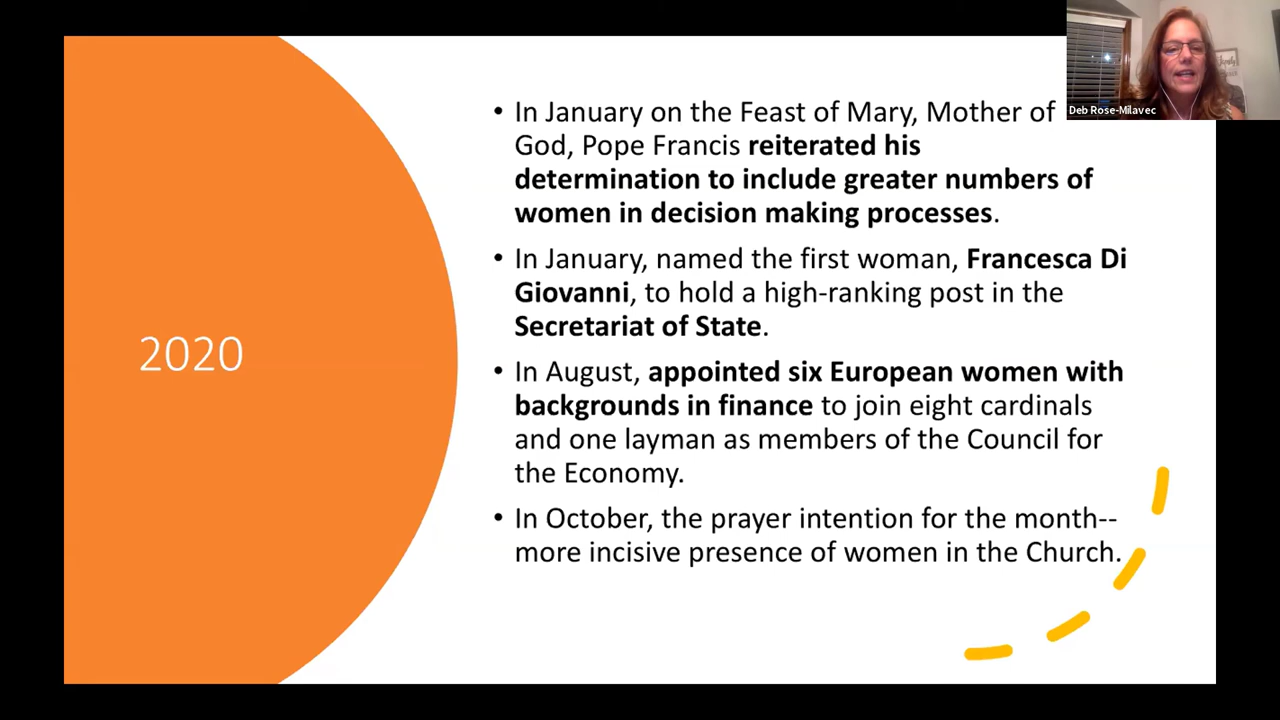 Deb Rose-Milavec
2020
• In January on the Feast of Mary, Mother of
God, Pope Francis reiterated his
determination to include greater numbers of
women in decision making processes.
• In January, named the first woman, Francesca Di
Giovanni, to hold a high-ranking post in the
Secretariat of State.
• In August, appointed six European women with
backgrounds in finance to join eight cardinals
and one layman as members of the Council for
the Economy.
• In October, the prayer intention for the month--
more incisive presence of women in the Church.